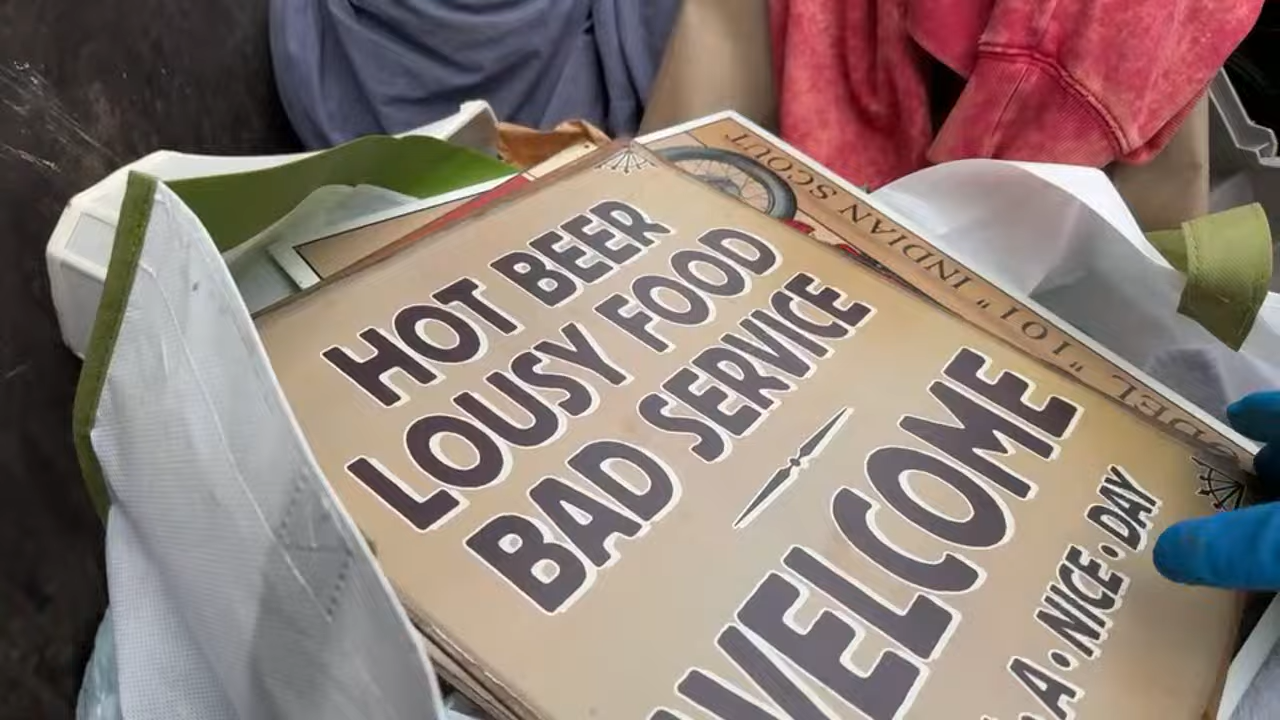 HOT BEER
LOUSY FOOD
BAD SERVICE
WELCOME
A • NICE • DAY
"101" INDIAN SCOUT